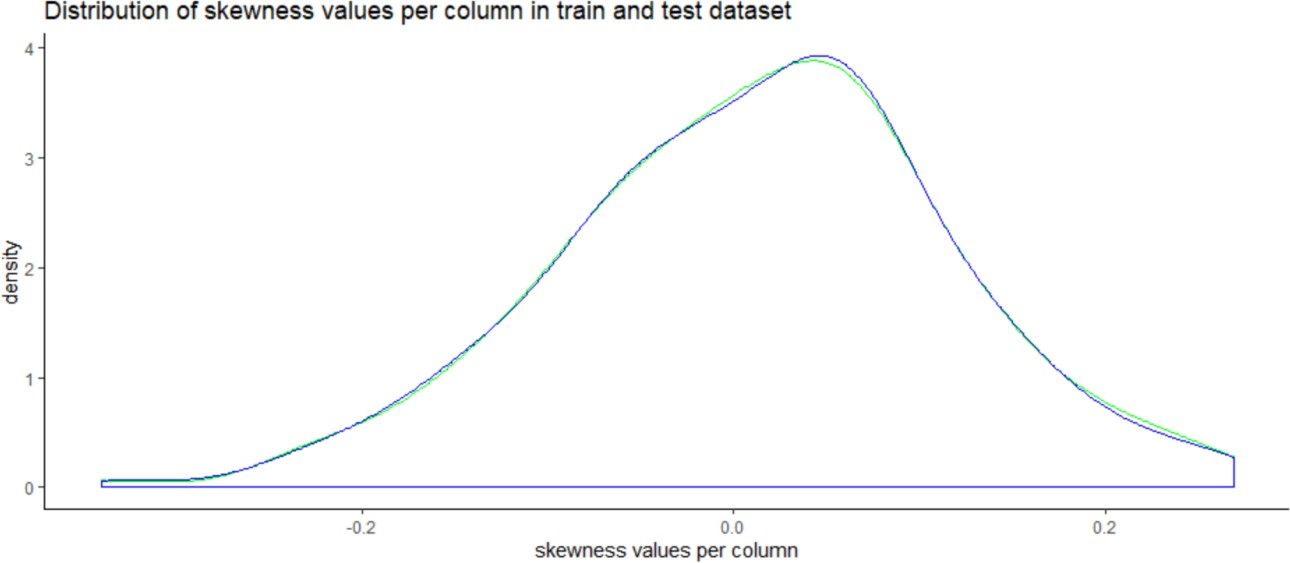 Distribution of skewness values per column in train and test dataset
4
3
2
1
0
density
-0.2
0.0
0.2
skewness values per column